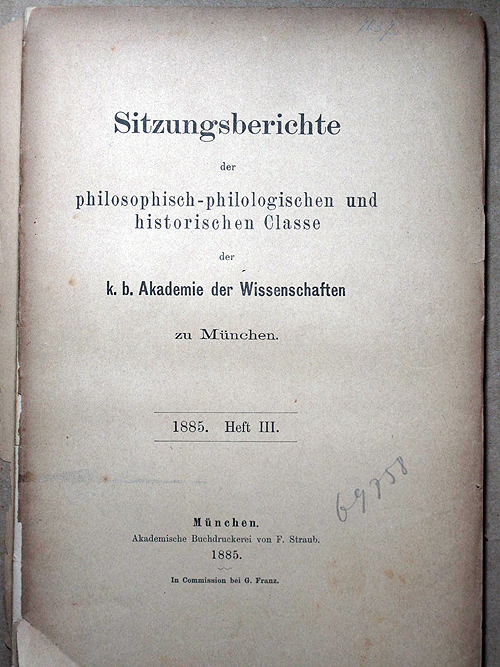 Sitzungsberichte
der
philosophisch-philologischen und
historischen Classe
der
k. b. Akademie der Wissenschaften
zu München.
1885. Heft III.
69758
München.
Akademische Buchdruckerei von F. Straub.
1885.
In Commission bei G. Franz.